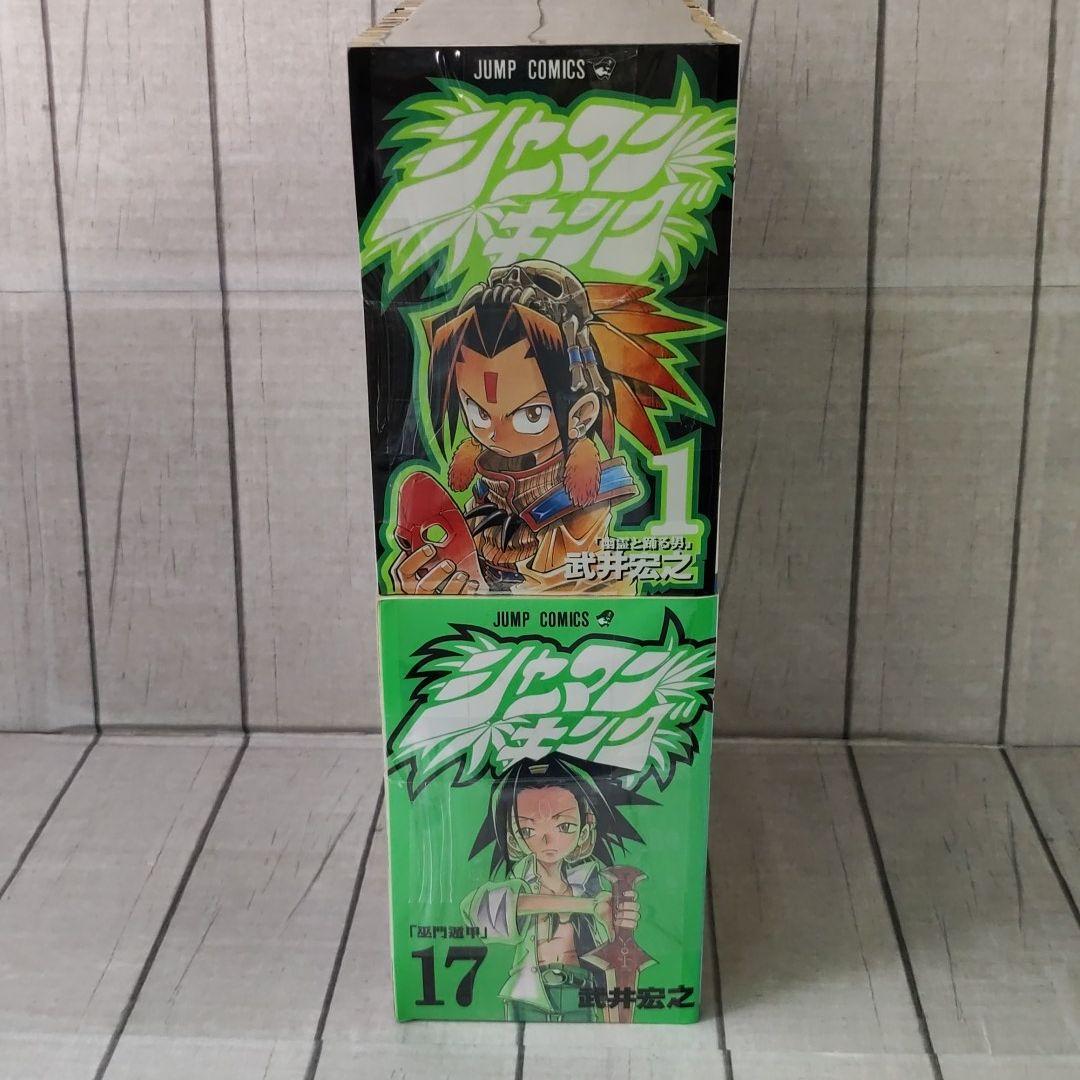 JUMP COMICS
シャーマン
キング
1
「幽霊と踊る男」
武井宏之
JUMP COMICS
シャーマン
キング
「巫門遁甲」
17
武井宏之